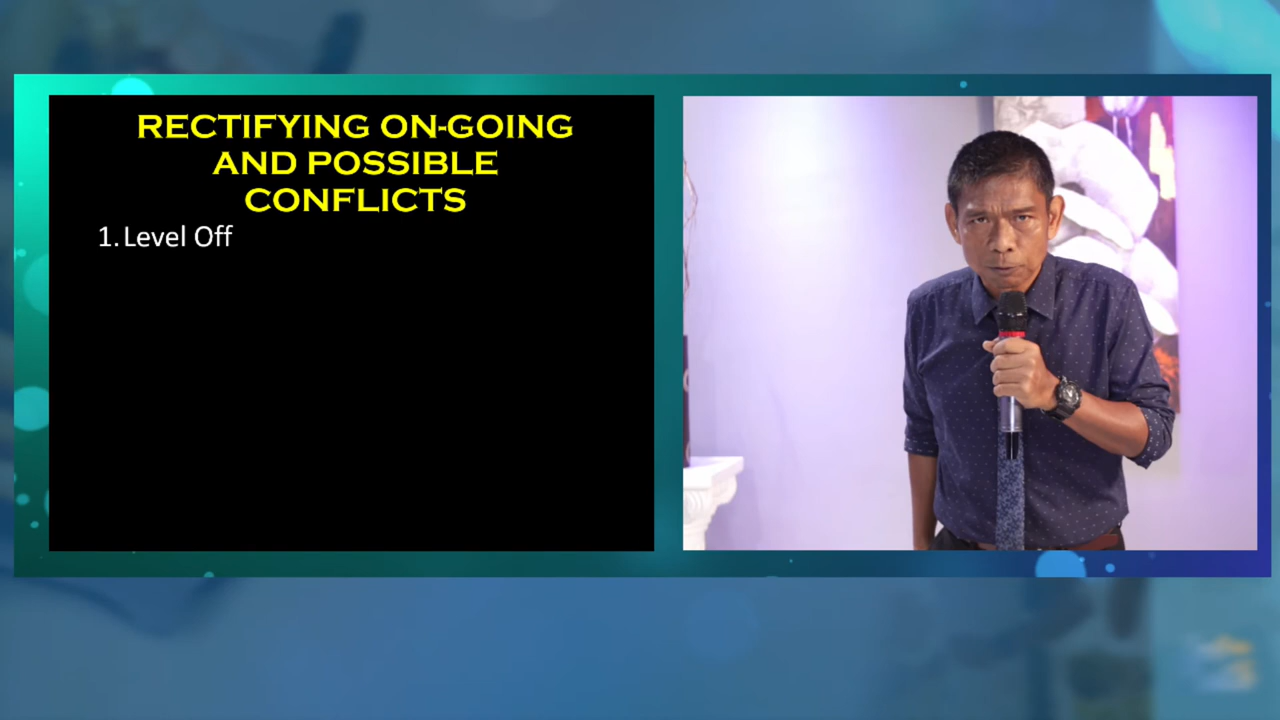 RECTIFYING ON-GOING
AND POSSIBLE
CONFLICTS
1. Level Off